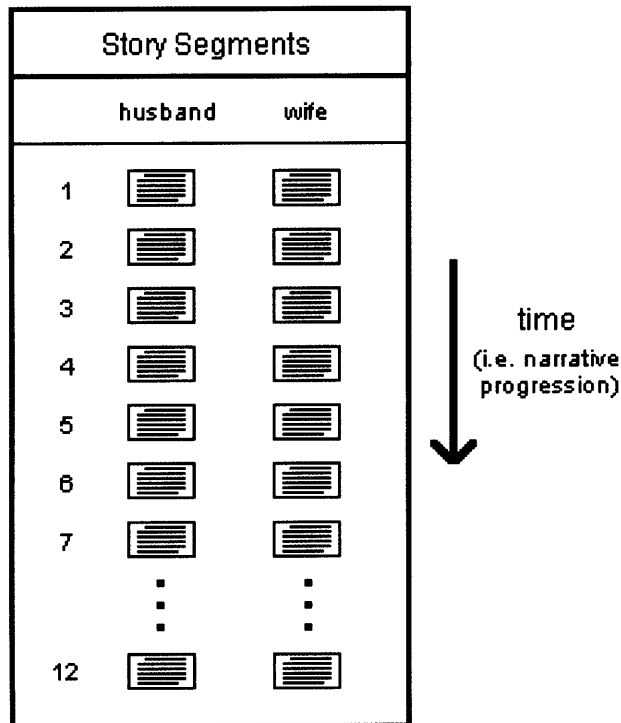 Story Segments
husband wife
1
2
3
4
5
6
7
12
time
(i.e. narrative
progression)